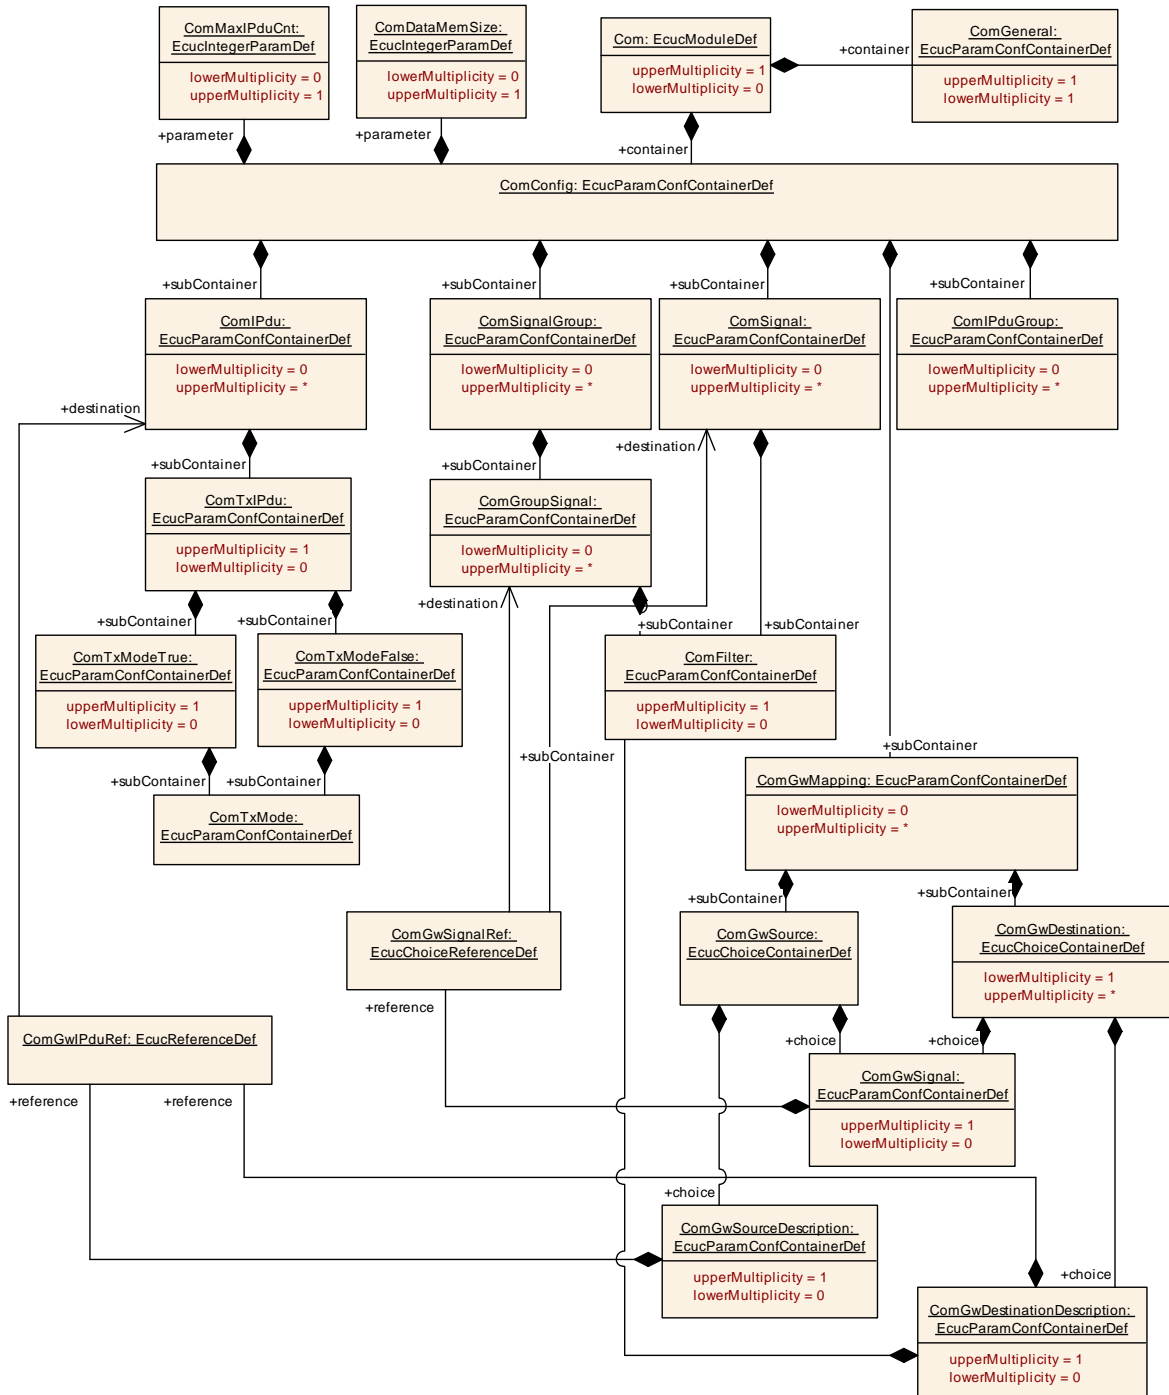 ComMaxIPduCnt:
EcucIntegerParamDef
lowerMultiplicity = 0
upperMultiplicity = 1
ComDataMemSize:
EcucIntegerParamDef
lowerMultiplicity = 0
upperMultiplicity = 1
Com: EcucModuleDef
upperMultiplicity = 1
lowerMultiplicity = 0
+container
ComGeneral:
EcucParamConfContainerDef
upperMultiplicity = 1
lowerMultiplicity = 1
+parameter
+parameter
+container
ComConfig: EcucParamConfContainerDef
+subContainer
+subContainer
+subContainer
+subContainer
ComIPdu:
EcucParamConfContainerDef
lowerMultiplicity = 0
upperMultiplicity = *
ComSignalGroup:
EcucParamConfContainerDef
lowerMultiplicity = 0
upperMultiplicity = *
ComSignal:
EcucParamConfContainerDef
lowerMultiplicity = 0
upperMultiplicity = *
ComIPduGroup:
EcucParamConfContainerDef
lowerMultiplicity = 0
upperMultiplicity = *
+destination
+destination
+subContainer
+subContainer
ComTxIPdu:
EcucParamConfContainerDef
upperMultiplicity = 1
lowerMultiplicity = 0
ComGroupSignal:
EcucParamConfContainerDef
lowerMultiplicity = 0
upperMultiplicity = *
+destination
+subContainer
+subContainer
+subContainer
+subContainer
ComTxModeTrue:
EcucParamConfContainerDef
upperMultiplicity = 1
lowerMultiplicity = 0
ComTxModeFalse:
EcucParamConfContainerDef
upperMultiplicity = 1
lowerMultiplicity = 0
ComFilter:
EcucParamConfContainerDef
upperMultiplicity = 1
lowerMultiplicity = 0
+subContainer
+subContainer
+subContainer
+subContainer
ComTxMode:
EcucParamConfContainerDef
ComGwMapping: EcucParamConfContainerDef
lowerMultiplicity = 0
upperMultiplicity = *
+subContainer
+subContainer
ComGwSignalRef:
EcucChoiceReferenceDef
ComGwSource:
EcucChoiceContainerDef
ComGwDestination:
EcucChoiceContainerDef
lowerMultiplicity = 1
upperMultiplicity = *
+reference
ComGwIPduRef: EcucReferenceDef
+choice
+choice
ComGwSignal:
EcucParamConfContainerDef
upperMultiplicity = 1
lowerMultiplicity = 0
+reference
+reference
+choice
ComGwSourceDescription:
EcucParamConfContainerDef
upperMultiplicity = 1
lowerMultiplicity = 0
+choice
ComGwDestinationDescription:
EcucParamConfContainerDef
upperMultiplicity = 1
lowerMultiplicity = 0